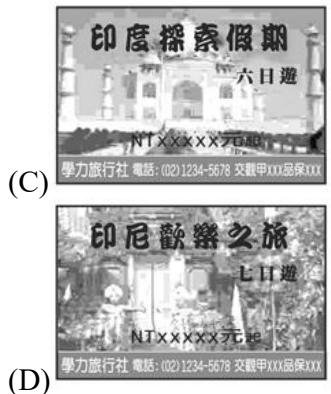 (C)
印度探索假期
六日遊
NTxxxxx元起
學力旅行社 電話:(02)1234-5678 交觀甲xxx品保xxx
(D)
印尼歡樂之旅
七日遊
NTxxxxx元起
學力旅行社 電話:(02)1234-5678 交觀甲xxx品保xxx